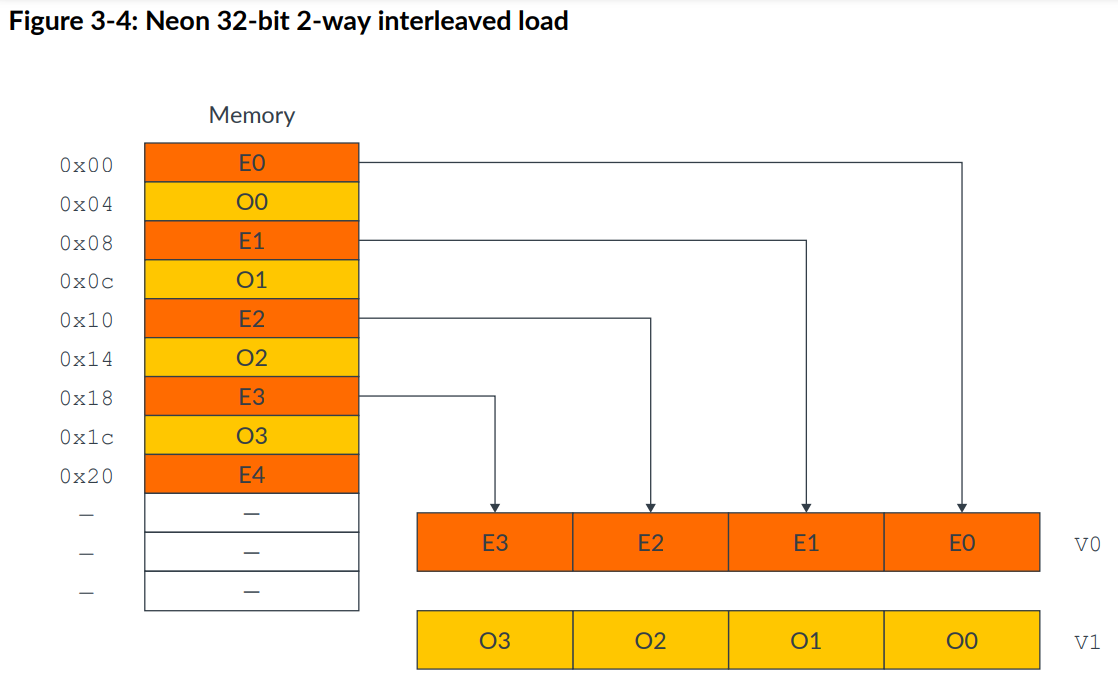 Figure 3-4: Neon 32-bit 2-way interleaved load
Memory
0x00 E0
0x04 O0
0x08 E1
0x0c O1
0x10 E2
0x14 O2
0x18 E3
0x1c O3
0x20 E4
— —
— —
— —
E3 E2 E1 E0 V0
O3 O2 O1 O0 V1